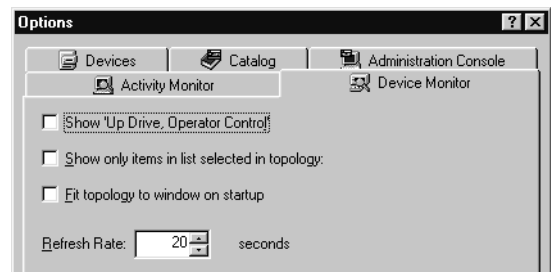 Options
Devices Catalog Administration Console
Activity Monitor Device Monitor
Show 'Up Drive, Operator Control'
Show only items in list selected in topology:
Fit topology to window on startup
Refresh Rate: 20 seconds